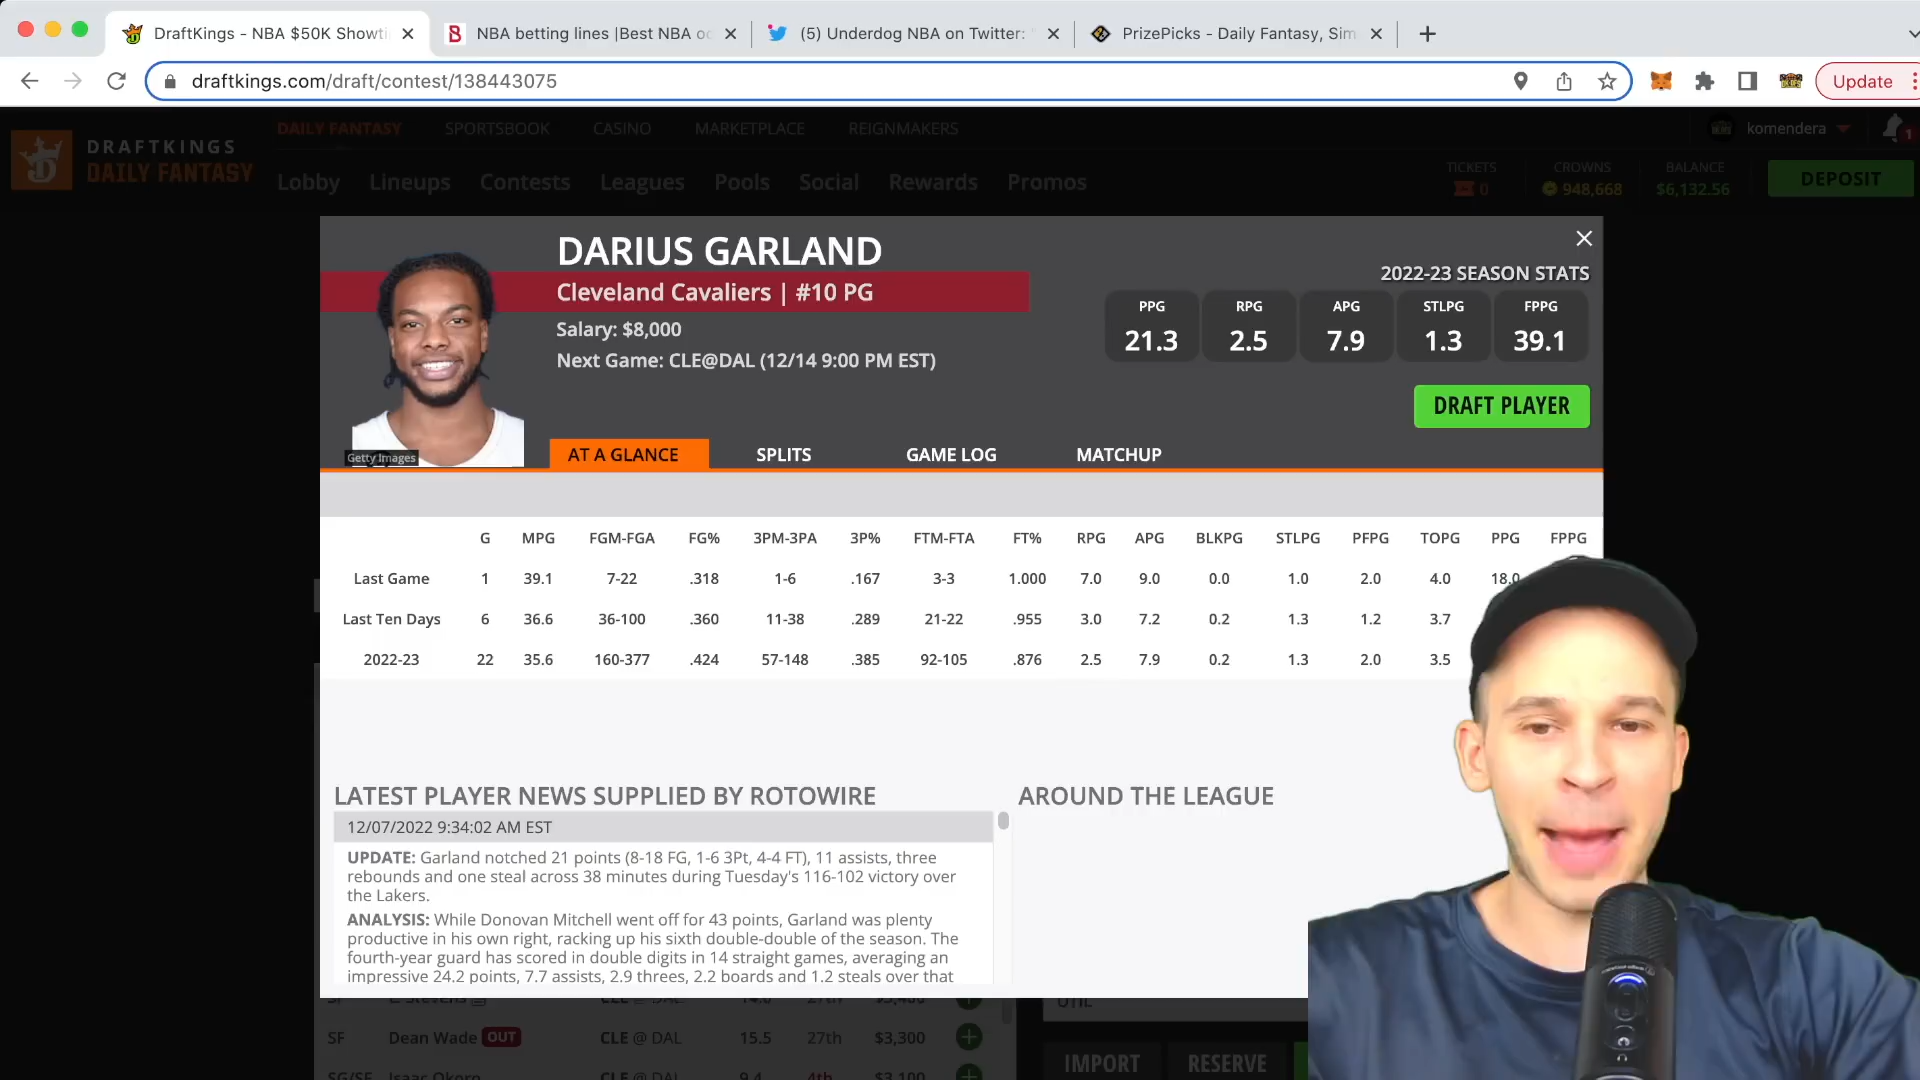 DraftKings - NBA $50K Showti
NBA betting lines |Best NBA oc
(5) Underdog NBA on Twitter: "
PrizePicks - Daily Fantasy, Sim
draftkings.com/draft/contest/138443075
Update
DRAFTKINGS
DAILY FANTASY
DAILY FANTASY
SPORTSBOOK
CASINO
MARKETPLACE
REIGNMAKERS
komendera
1
Lobby
Lineups
Contests
Leagues
Pools
Social
Rewards
Promos
TICKETS
0
CROWNS
948,668
BALANCE
$6,132.56
DEPOSIT
DARIUS GARLAND
Cleveland Cavaliers | #10 PG
Salary: $8,000
Next Game: CLE@DAL (12/14 9:00 PM EST)
Getty Images
2022-23 SEASON STATS
PPG RPG APG STLPG FPPG
21.3 2.5 7.9 1.3 39.1
DRAFT PLAYER
AT A GLANCE
SPLITS
GAME LOG
MATCHUP
G MPG FGM-FGA FG% 3PM-3PA 3P% FTM-FTA FT% RPG APG BLKPG STLPG PFPG TOPG PPG FPPG
Last Game 1 39.1 7-22 .318 1-6 .167 3-3 1.000 7.0 9.0 0.0 1.0 2.0 4.0 18.0
Last Ten Days 6 36.6 36-100 .360 11-38 .289 21-22 .955 3.0 7.2 0.2 1.3 1.2 3.7
2022-23 22 35.6 160-377 .424 57-148 .385 92-105 .876 2.5 7.9 0.2 1.3 2.0 3.5
LATEST PLAYER NEWS SUPPLIED BY ROTOWIRE
12/07/2022 9:34:02 AM EST
UPDATE: Garland notched 21 points (8-18 FG, 1-6 3Pt, 4-4 FT), 11 assists, three
rebounds and one steal across 38 minutes during Tuesday's 116-102 victory over
the Lakers.
ANALYSIS: While Donovan Mitchell went off for 43 points, Garland was plenty
productive in his own right, racking up his sixth double-double of the season. The
fourth-year guard has scored in double digits in 14 straight games, averaging an
impressive 24.2 points, 7.7 assists, 2.9 threes, 2.2 boards and 1.2 steals over that
AROUND THE LEAGUE
SF Dean Wade OUT CLE @ DAL 15.5 27th $3,300
SG/SF Isaac Okoro CLE @ DAL 9.4 4th $3,100
UTIL
IMPORT
RESERVE